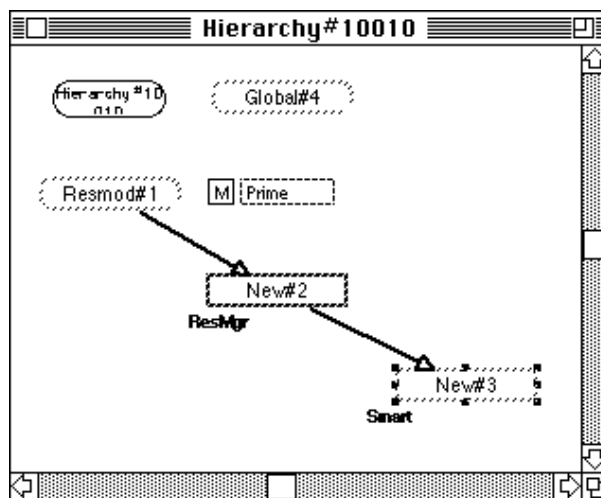 Hierarchy#10010
Hierarchy #10
010
Global#4
Resmod#1
M Prime
New#2
ResMgr
New#3
Smart